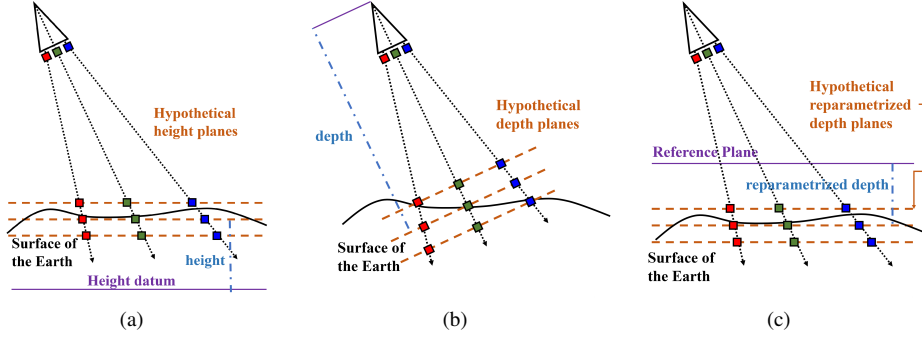 Hypothetical
height planes
Surface of
the Earth
height
Height datum
(a)
depth
Hypothetical
depth planes
Surface of
the Earth
(b)
Hypothetical
reparametrized
depth planes
Reference Plane
reparametrized depth
Surface of
the Earth
(c)